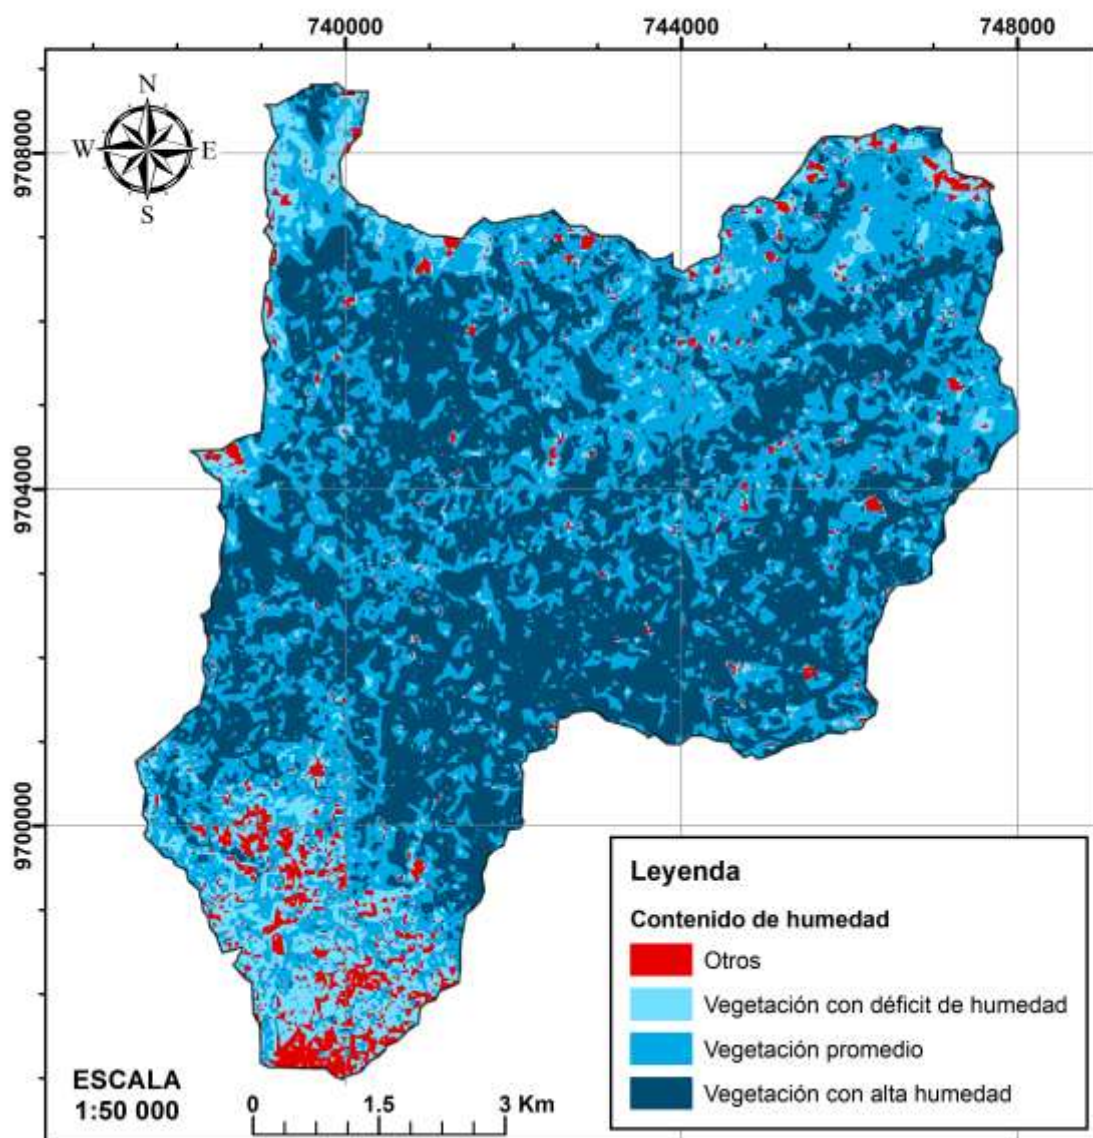 740000 744000 748000
N
W E
S
9708000
9704000
9700000
Leyenda
Contenido de humedad
Otros
Vegetación con déficit de humedad
Vegetación promedio
Vegetación con alta humedad
ESCALA
1:50 000
0 1.5 3 Km